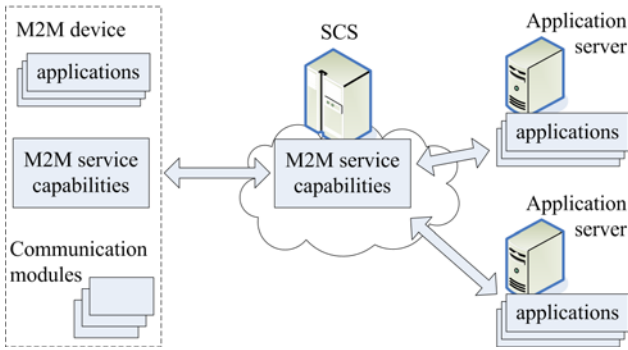 M2M device
applications
M2M service
capabilities
Communication
modules
SCS
M2M service
capabilities
Application
server
applications
Application
server
applications